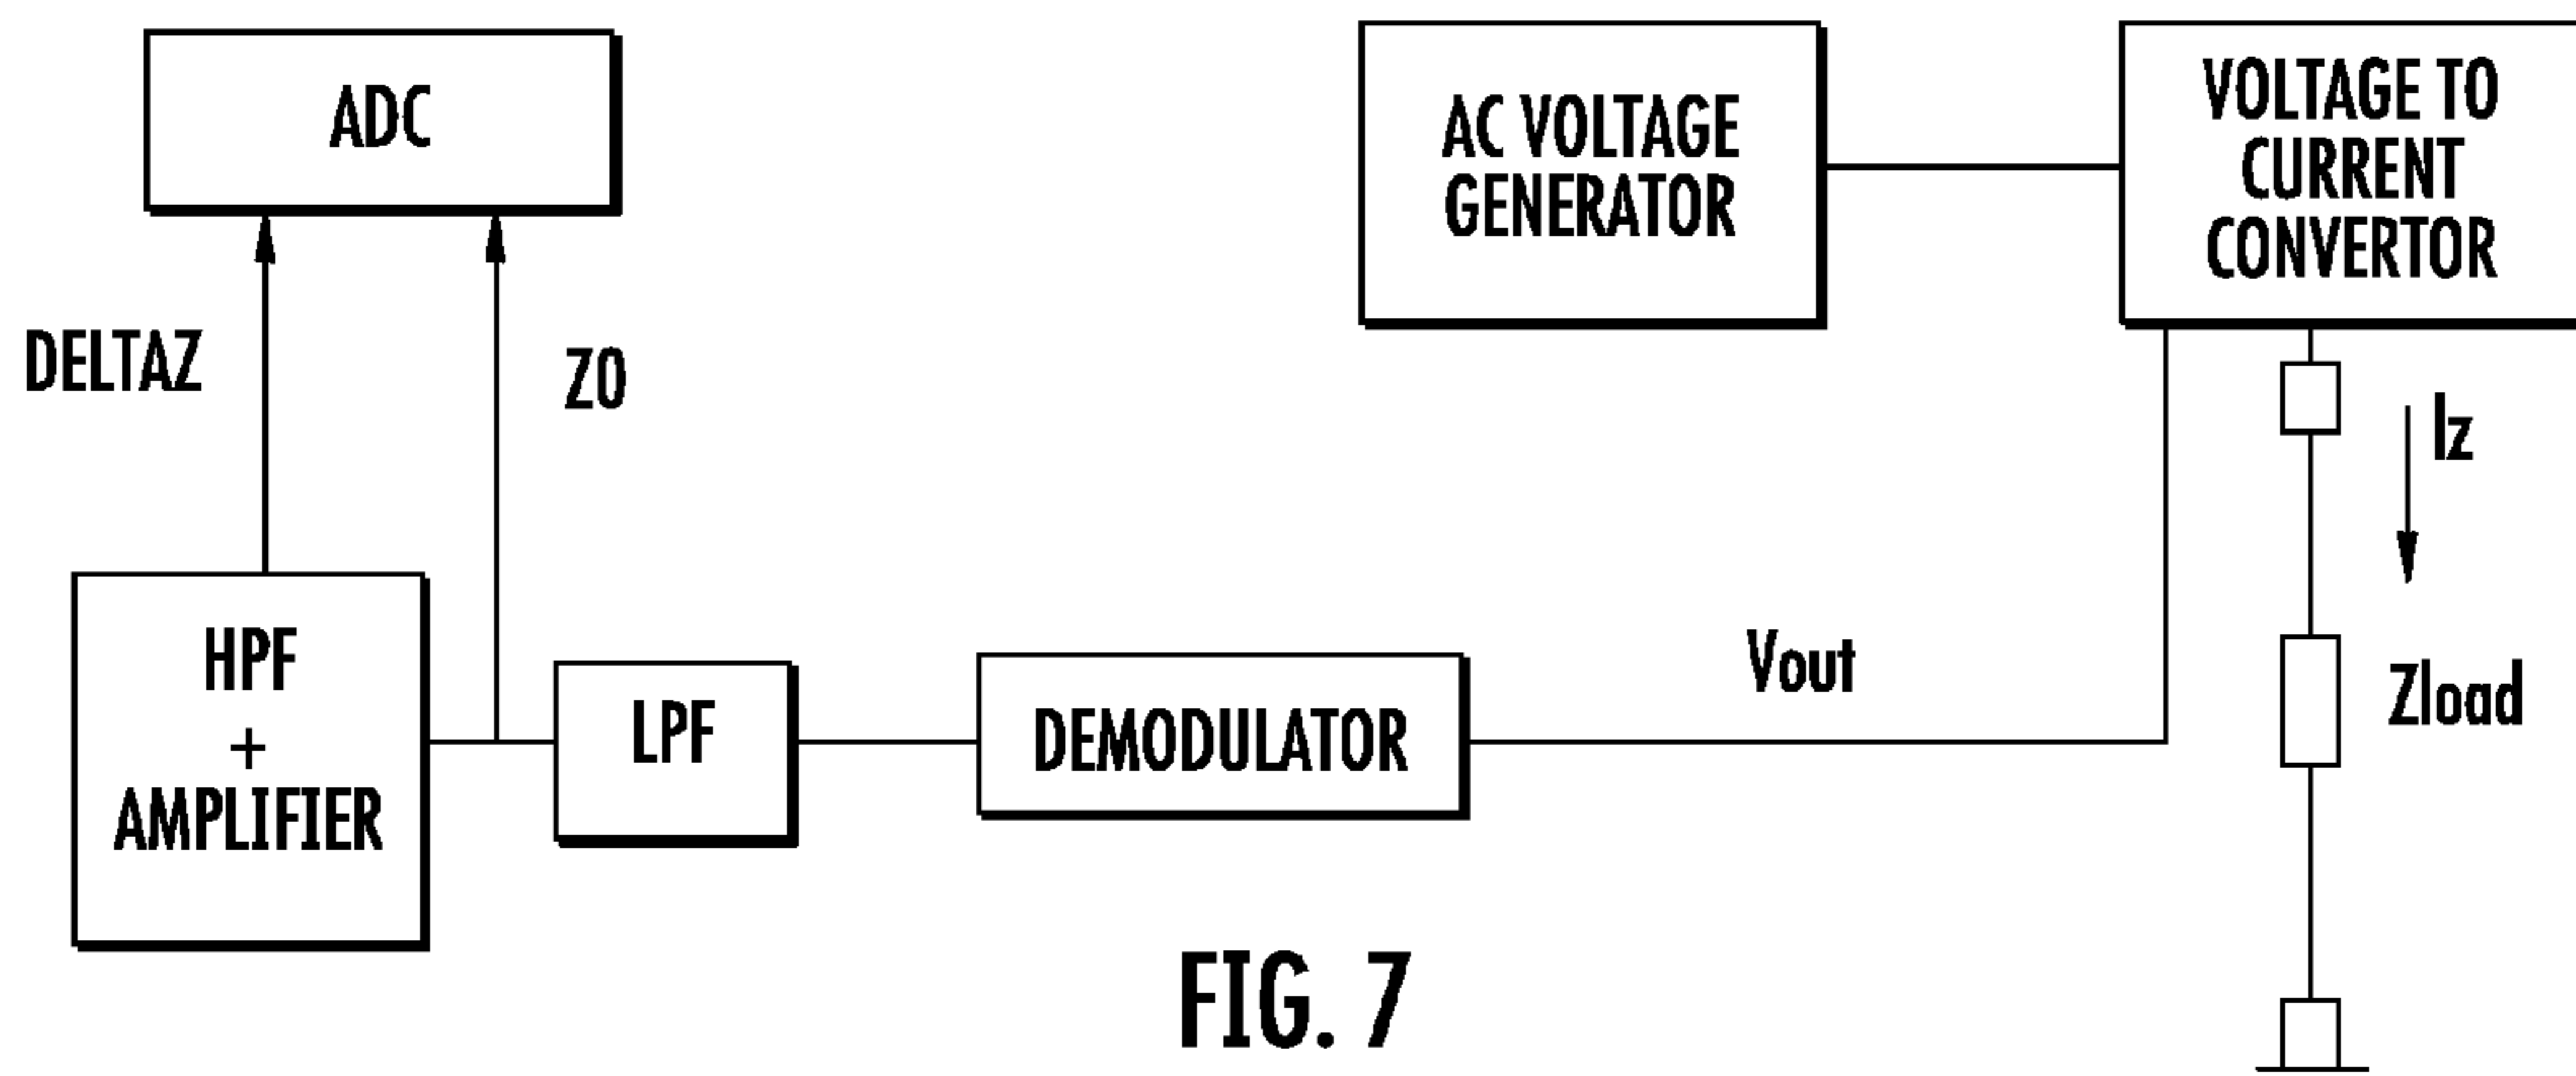 ADC
AC VOLTAGE
GENERATOR
VOLTAGE TO
CURRENT
CONVERTOR
DELTAZ
Z0
Iz
HPF
+
AMPLIFIER
LPF
DEMODULATOR
Vout
Zload
FIG. 7